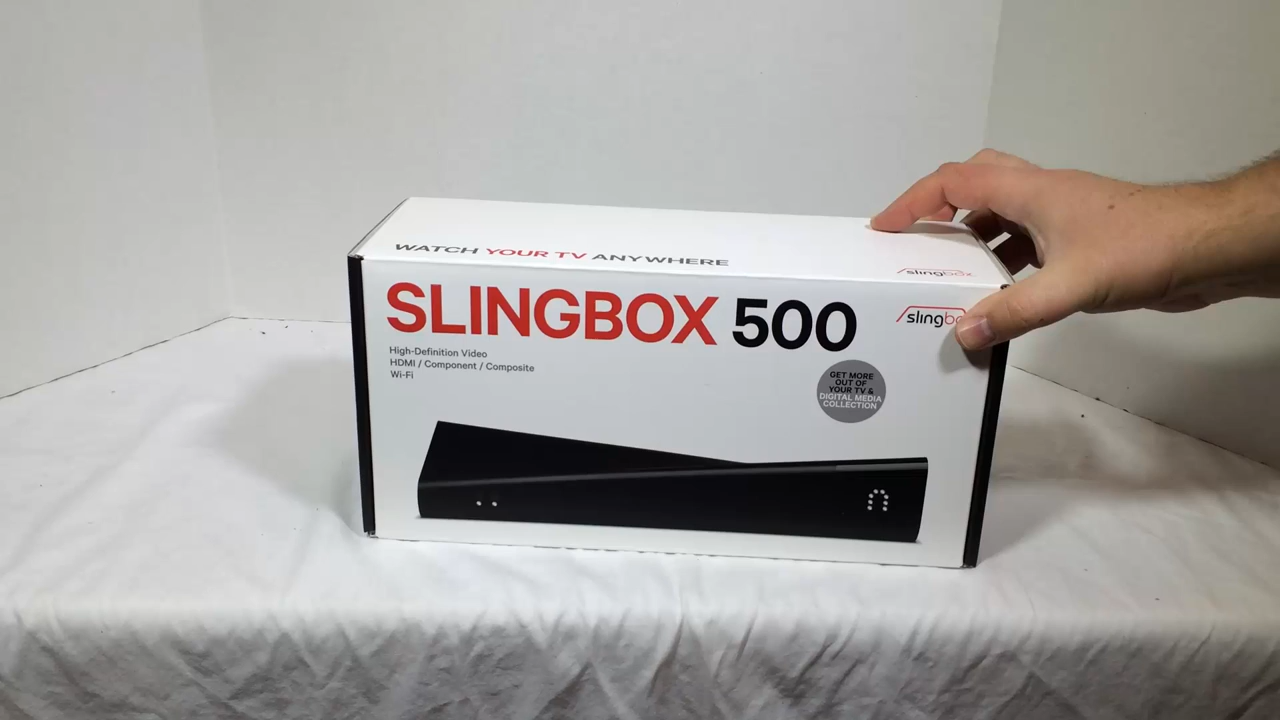 WATCH YOUR TV ANYWHERE
slingbox
SLINGBOX 500
High-Definition Video
HDMI / Component / Composite
Wi-Fi
GET MORE
OUT OF
YOUR TV &
DIGITAL MEDIA
COLLECTION